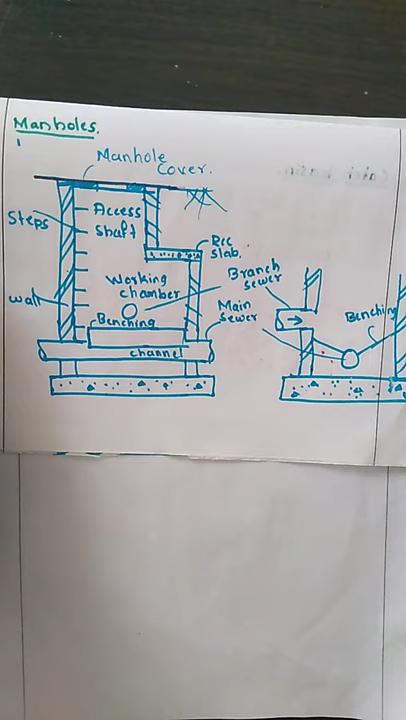 Manholes.
Manhole
Cover.
Access
shaft
Steps
Rcc
Slab.
Branch
sewer
Working
chamber
wall
Main
sewer
Benching
Benching
channel